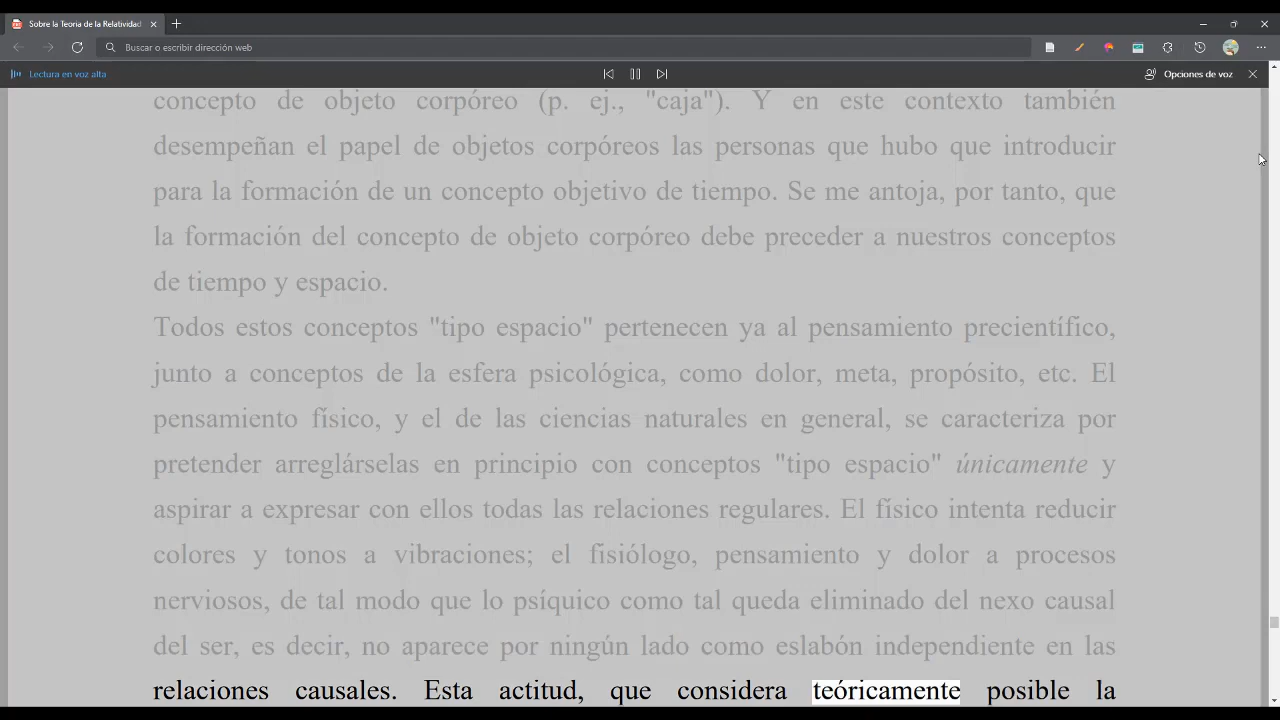 Sobre la Teoria de la Relatividad
Buscar o escribir dirección web
Lectura en voz alta
Opciones de voz
concepto de objeto corpóreo (p. ej., "caja"). Y en este contexto también
desempeñan el papel de objetos corpóreos las personas que hubo que introducir
para la formación de un concepto objetivo de tiempo. Se me antoja, por tanto, que
la formación del concepto de objeto corpóreo debe preceder a nuestros conceptos
de tiempo y espacio.
Todos estos conceptos "tipo espacio" pertenecen ya al pensamiento precientífico,
junto a conceptos de la esfera psicológica, como dolor, meta, propósito, etc. El
pensamiento físico, y el de las ciencias naturales en general, se caracteriza por
pretender arreglárselas en principio con conceptos "tipo espacio" únicamente y
aspirar a expresar con ellos todas las relaciones regulares. El físico intenta reducir
colores y tonos a vibraciones; el fisiólogo, pensamiento y dolor a procesos
nerviosos, de tal modo que lo psíquico como tal queda eliminado del nexo causal
del ser, es decir, no aparece por ningún lado como eslabón independiente en las
relaciones causales. Esta actitud, que considera teóricamente posible la